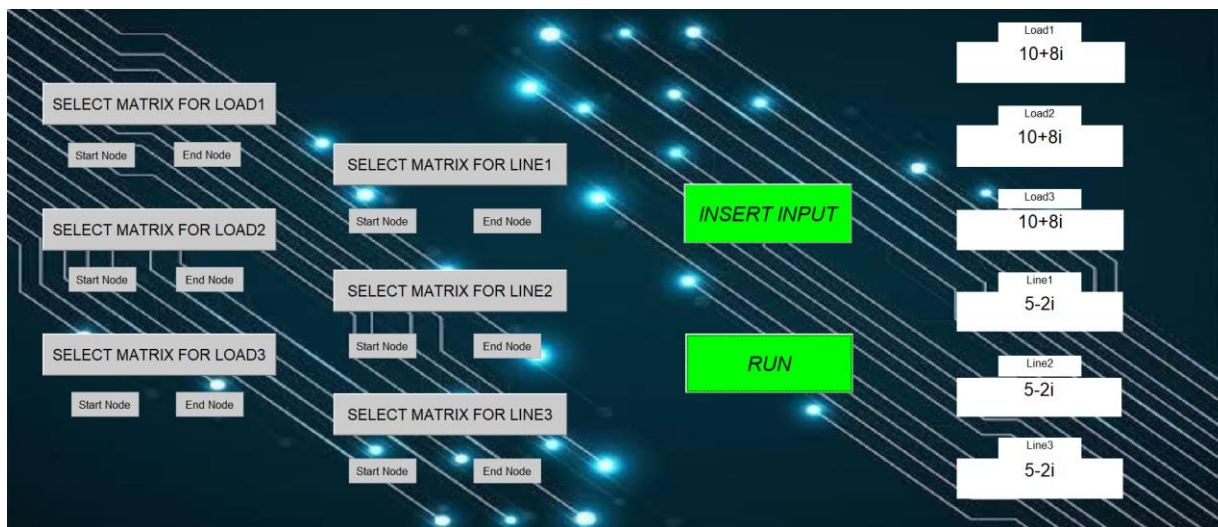 SELECT MATRIX FOR LOAD1
Start Node End Node
SELECT MATRIX FOR LOAD2
Start Node End Node
SELECT MATRIX FOR LOAD3
Start Node End Node
SELECT MATRIX FOR LINE1
Start Node End Node
SELECT MATRIX FOR LINE2
Start Node End Node
SELECT MATRIX FOR LINE3
Start Node End Node
INSERT INPUT
RUN
Load1
10+8i
Load2
10+8i
Load3
10+8i
Line1
5-2i
Line2
5-2i
Line3
5-2i